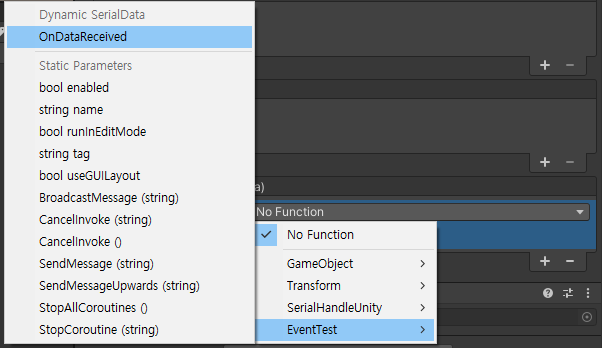 Dynamic SerialData
OnDataReceived
Static Parameters
bool enabled
string name
bool runInEditMode
string tag
bool useGUILayout
BroadcastMessage (string)
CancelInvoke (string)
CancelInvoke ()
SendMessage (string)
SendMessageUpwards (string)
StopAllCoroutines ()
StopCoroutine (string)
a)
No Function
No Function
GameObject
Transform
SerialHandleUnity
EventTest